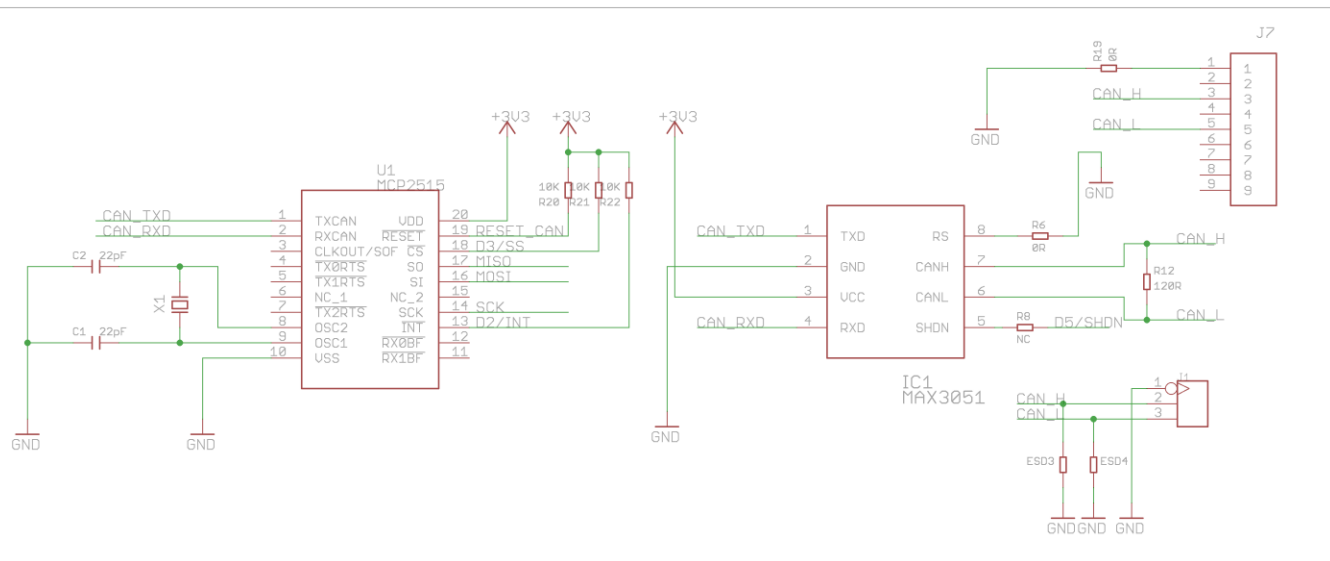 J7
R19
0R
1 1
2 2
CAN_H 3 3
4 4
CAN_L 5 5
6 6
7 7
8 8
9 9
GND
GND
+3V3 +3V3 +3V3
U1
MCP2515
10K 10K 10K
R20 R21 R22
CAN_TXD 1 TXCAN VDD 20
CAN_RXD 2 RXCAN RESET 19 RESET_CAN
3 CLKOUT/SOF CS 18 D3/SS
4 TX0RTS SO 17 MISO
5 TX1RTS SI 16 MOSI
6 NC_1 NC_2 15
7 TX2RTS SCK 14 SCK
8 OSC2 INT 13 D2/INT
9 OSC1 RX0BF 12
10 VSS RX1BF 11
C2 22pF
X1
C1 22pF
GND
GND
CAN_TXD 1 TXD RS 8
R6
0R
2 GND CANH 7
CAN_H
3 VCC CANL 6
R12
120R
CAN_L
CAN_RXD 4 RXD SHDN 5
R8
NC
D5/SHDN
IC1
MAX3051
GND
J1
1
CAN_H 2
CAN_L 3
ESD3 ESD4
GND GND GND